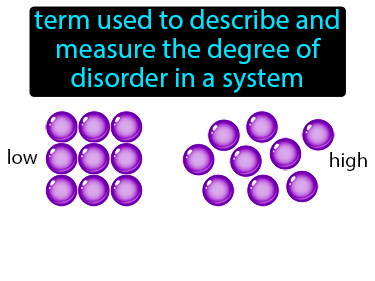 term used to describe and
measure the degree of
disorder in a system
low
high